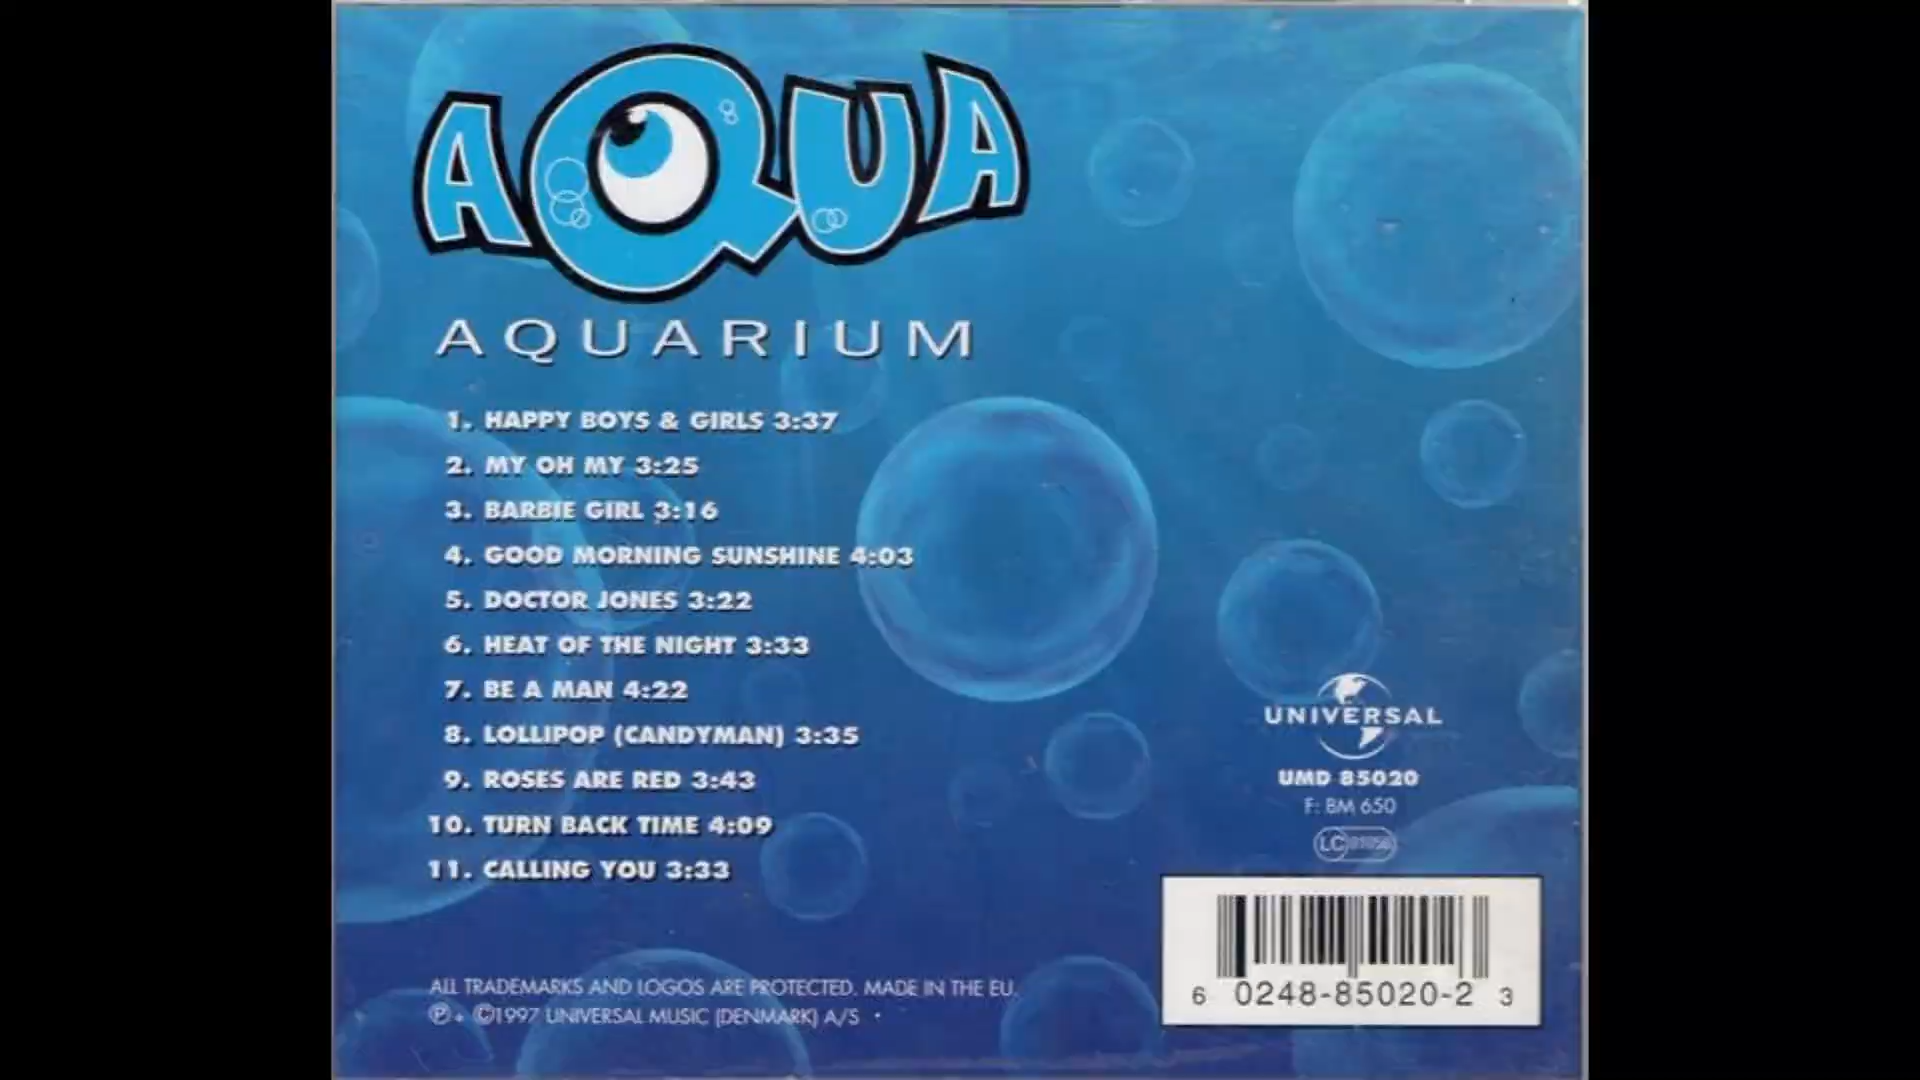 AQUA
AQUARIUM
1. HAPPY BOYS & GIRLS 3:37
2. MY OH MY 3:25
3. BARBIE GIRL 3:16
4. GOOD MORNING SUNSHINE 4:03
5. DOCTOR JONES 3:22
6. HEAT OF THE NIGHT 3:33
7. BE A MAN 4:22
8. LOLLIPOP (CANDYMAN) 3:35
9. ROSES ARE RED 3:43
10. TURN BACK TIME 4:09
11. CALLING YOU 3:33
UNIVERSAL
UMD 85020
F: BM 650
LC
6 0248-85020-2 3
ALL TRADEMARKS AND LOGOS ARE PROTECTED. MADE IN THE EU.
℗ + ©1997 UNIVERSAL MUSIC (DENMARK) A/S